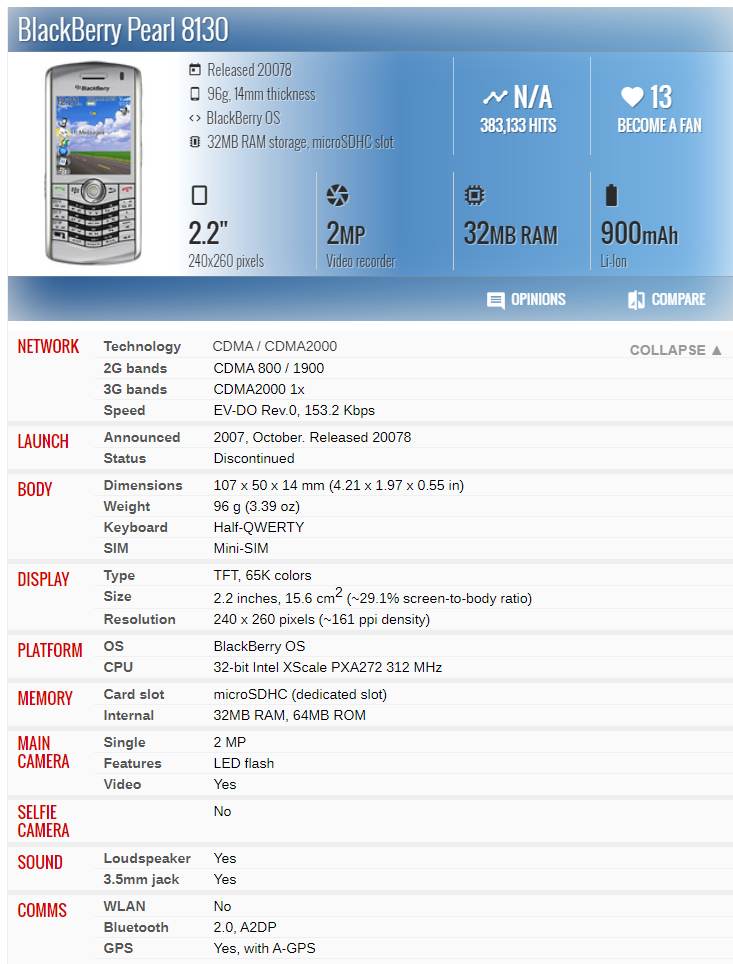 BlackBerry Pearl 8130
Released 20078
96g, 14mm thickness
BlackBerry OS
32MB RAM storage, microSDHC slot
N/A
383,133 HITS
13
BECOME A FAN
BlackBerry
Messages
2.2"
240x260 pixels
2MP
Video recorder
32MB RAM
900mAh
Li-Ion
OPINIONS
COMPARE
NETWORK Technology CDMA / CDMA2000 COLLAPSE ▲
2G bands CDMA 800 / 1900
3G bands CDMA2000 1x
Speed EV-DO Rev.0, 153.2 Kbps
LAUNCH Announced 2007, October. Released 20078
Status Discontinued
BODY Dimensions 107 x 50 x 14 mm (4.21 x 1.97 x 0.55 in)
Weight 96 g (3.39 oz)
Keyboard Half-QWERTY
SIM Mini-SIM
DISPLAY Type TFT, 65K colors
Size 2.2 inches, 15.6 cm2 (~29.1% screen-to-body ratio)
Resolution 240 x 260 pixels (~161 ppi density)
PLATFORM OS BlackBerry OS
CPU 32-bit Intel XScale PXA272 312 MHz
MEMORY Card slot microSDHC (dedicated slot)
Internal 32MB RAM, 64MB ROM
MAIN CAMERA Single 2 MP
Features LED flash
Video Yes
SELFIE CAMERA No
SOUND Loudspeaker Yes
3.5mm jack Yes
COMMS WLAN No
Bluetooth 2.0, A2DP
GPS Yes, with A-GPS